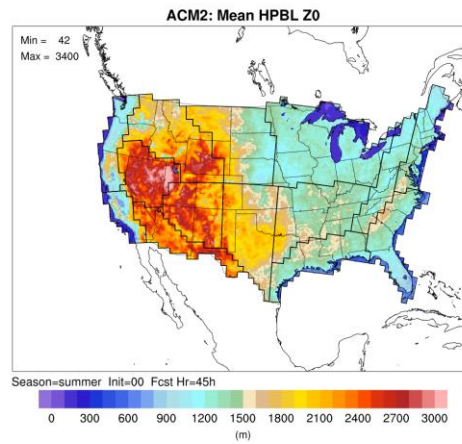 ACM2: Mean HPBL Z0
Min = 42
Max = 3400
Season=summer Init=00 Fcst Hr=45h
0 300 600 900 1200 1500 1800 2100 2400 2700 3000
(m)